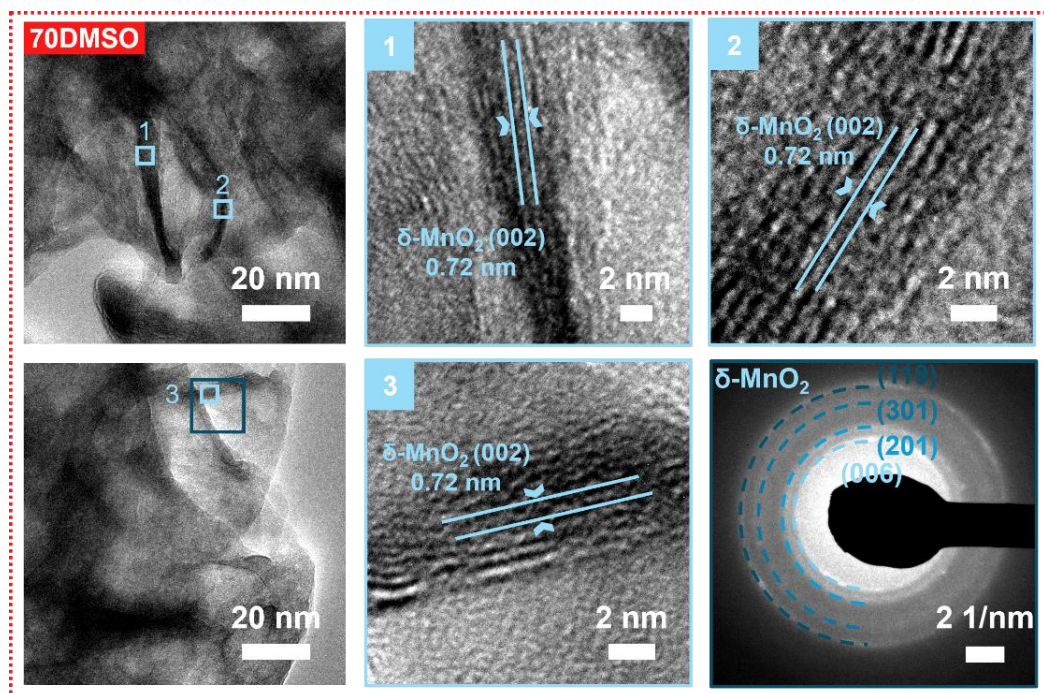 70DMSO
1
2
20 nm
1
δ-MnO₂ (002)
0.72 nm
2 nm
2
δ-MnO₂ (002)
0.72 nm
2 nm
3
20 nm
3
δ-MnO₂ (002)
0.72 nm
2 nm
δ-MnO₂
(119)
(301)
(201)
(006)
2 1/nm